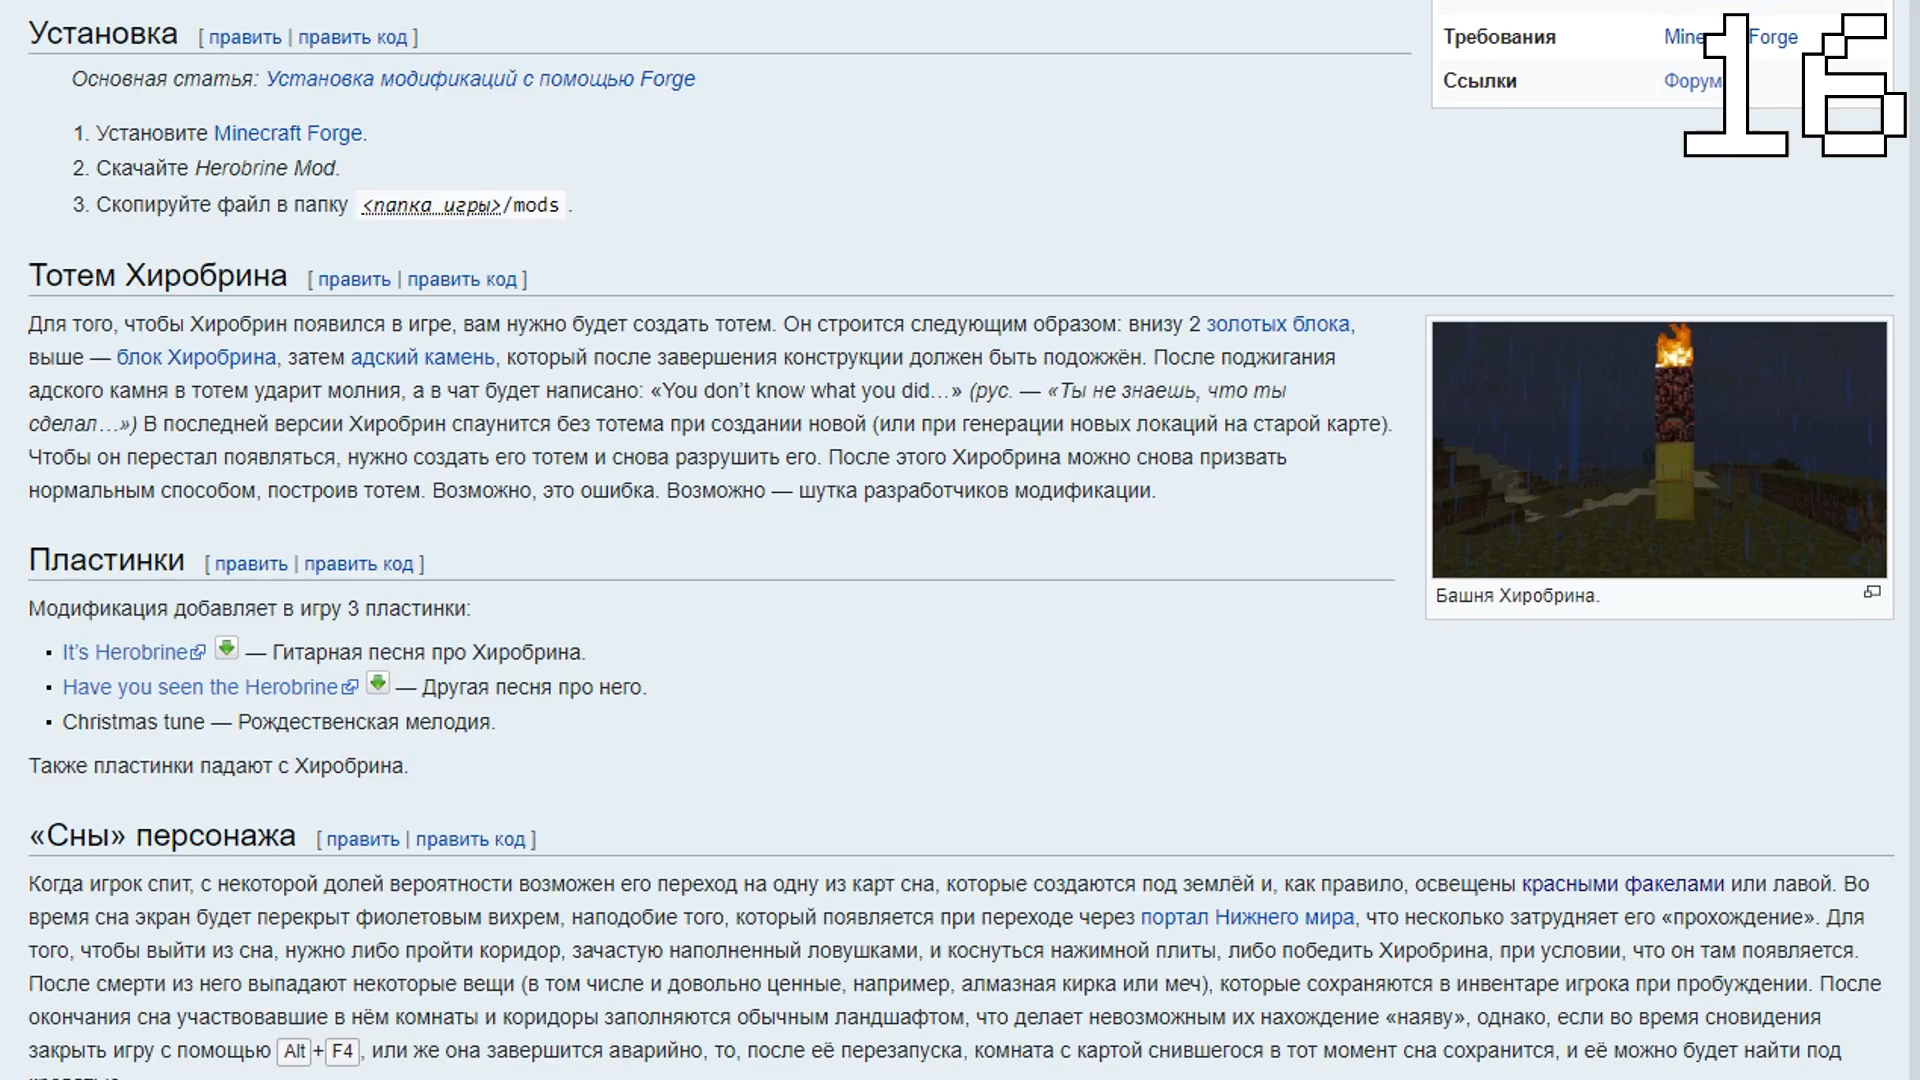 Установка [ править | править код ]
Основная статья: Установка модификаций с помощью Forge
1. Установите Minecraft Forge.
2. Скачайте Herobrine Mod.
3. Скопируйте файл в папку <папка игры>/mods .
Требования Mine Forge
Ссылки Форум
16
Тотем Хиробрина [ править | править код ]
Для того, чтобы Хиробрин появился в игре, вам нужно будет создать тотем. Он строится следующим образом: внизу 2 золотых блока,
выше — блок Хиробрина, затем адский камень, который после завершения конструкции должен быть подожжён. После поджигания
адского камня в тотем ударит молния, а в чат будет написано: «You don’t know what you did…» (рус. — «Ты не знаешь, что ты
сделал…») В последней версии Хиробрин спаунится без тотема при создании новой (или при генерации новых локаций на старой карте).
Чтобы он перестал появляться, нужно создать его тотем и снова разрушить его. После этого Хиробрина можно снова призвать
нормальным способом, построив тотем. Возможно, это ошибка. Возможно — шутка разработчиков модификации.
Башня Хиробрина.
Пластинки [ править | править код ]
Модификация добавляет в игру 3 пластинки:
▪ It’s Herobrine — Гитарная песня про Хиробрина.
▪ Have you seen the Herobrine — Другая песня про него.
▪ Christmas tune — Рождественская мелодия.
Также пластинки падают с Хиробрина.
«Сны» персонажа [ править | править код ]
Когда игрок спит, с некоторой долей вероятности возможен его переход на одну из карт сна, которые создаются под землёй и, как правило, освещены красными факелами или лавой. Во
время сна экран будет перекрыт фиолетовым вихрем, наподобие того, который появляется при переходе через портал Нижнего мира, что несколько затрудняет его «прохождение». Для
того, чтобы выйти из сна, нужно либо пройти коридор, зачастую наполненный ловушками, и коснуться нажимной плиты, либо победить Хиробрина, при условии, что он там появляется.
После смерти из него выпадают некоторые вещи (в том числе и довольно ценные, например, алмазная кирка или меч), которые сохраняются в инвентаре игрока при пробуждении. После
окончания сна участвовавшие в нём комнаты и коридоры заполняются обычным ландшафтом, что делает невозможным их нахождение «наяву», однако, если во время сновидения
закрыть игру с помощью Alt+F4, или же она завершится аварийно, то, после её перезапуска, комната с картой снившегося в тот момент сна сохранится, и её можно будет найти под